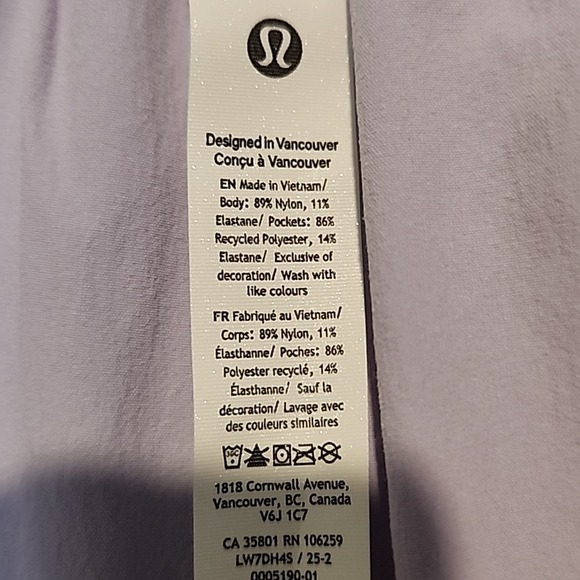 Designed in Vancouver
Conçu à Vancouver
EN Made in Vietnam/
Body: 89% Nylon, 11%
Elastane/ Pockets: 86%
Recycled Polyester, 14%
Elastane/ Exclusive of
decoration/ Wash with
like colours
FR Fabriqué au Vietnam/
Corps: 89% Nylon, 11%
Élasthanne/ Poches: 86%
Polyester recyclé, 14%
Élasthanne/ Sauf la
décoration/ Lavage avec
des couleurs similaires
1818 Cornwall Avenue,
Vancouver, BC, Canada
V6J 1C7
CA 35801 RN 106259
LW7DH4S / 25-2
0005190-01